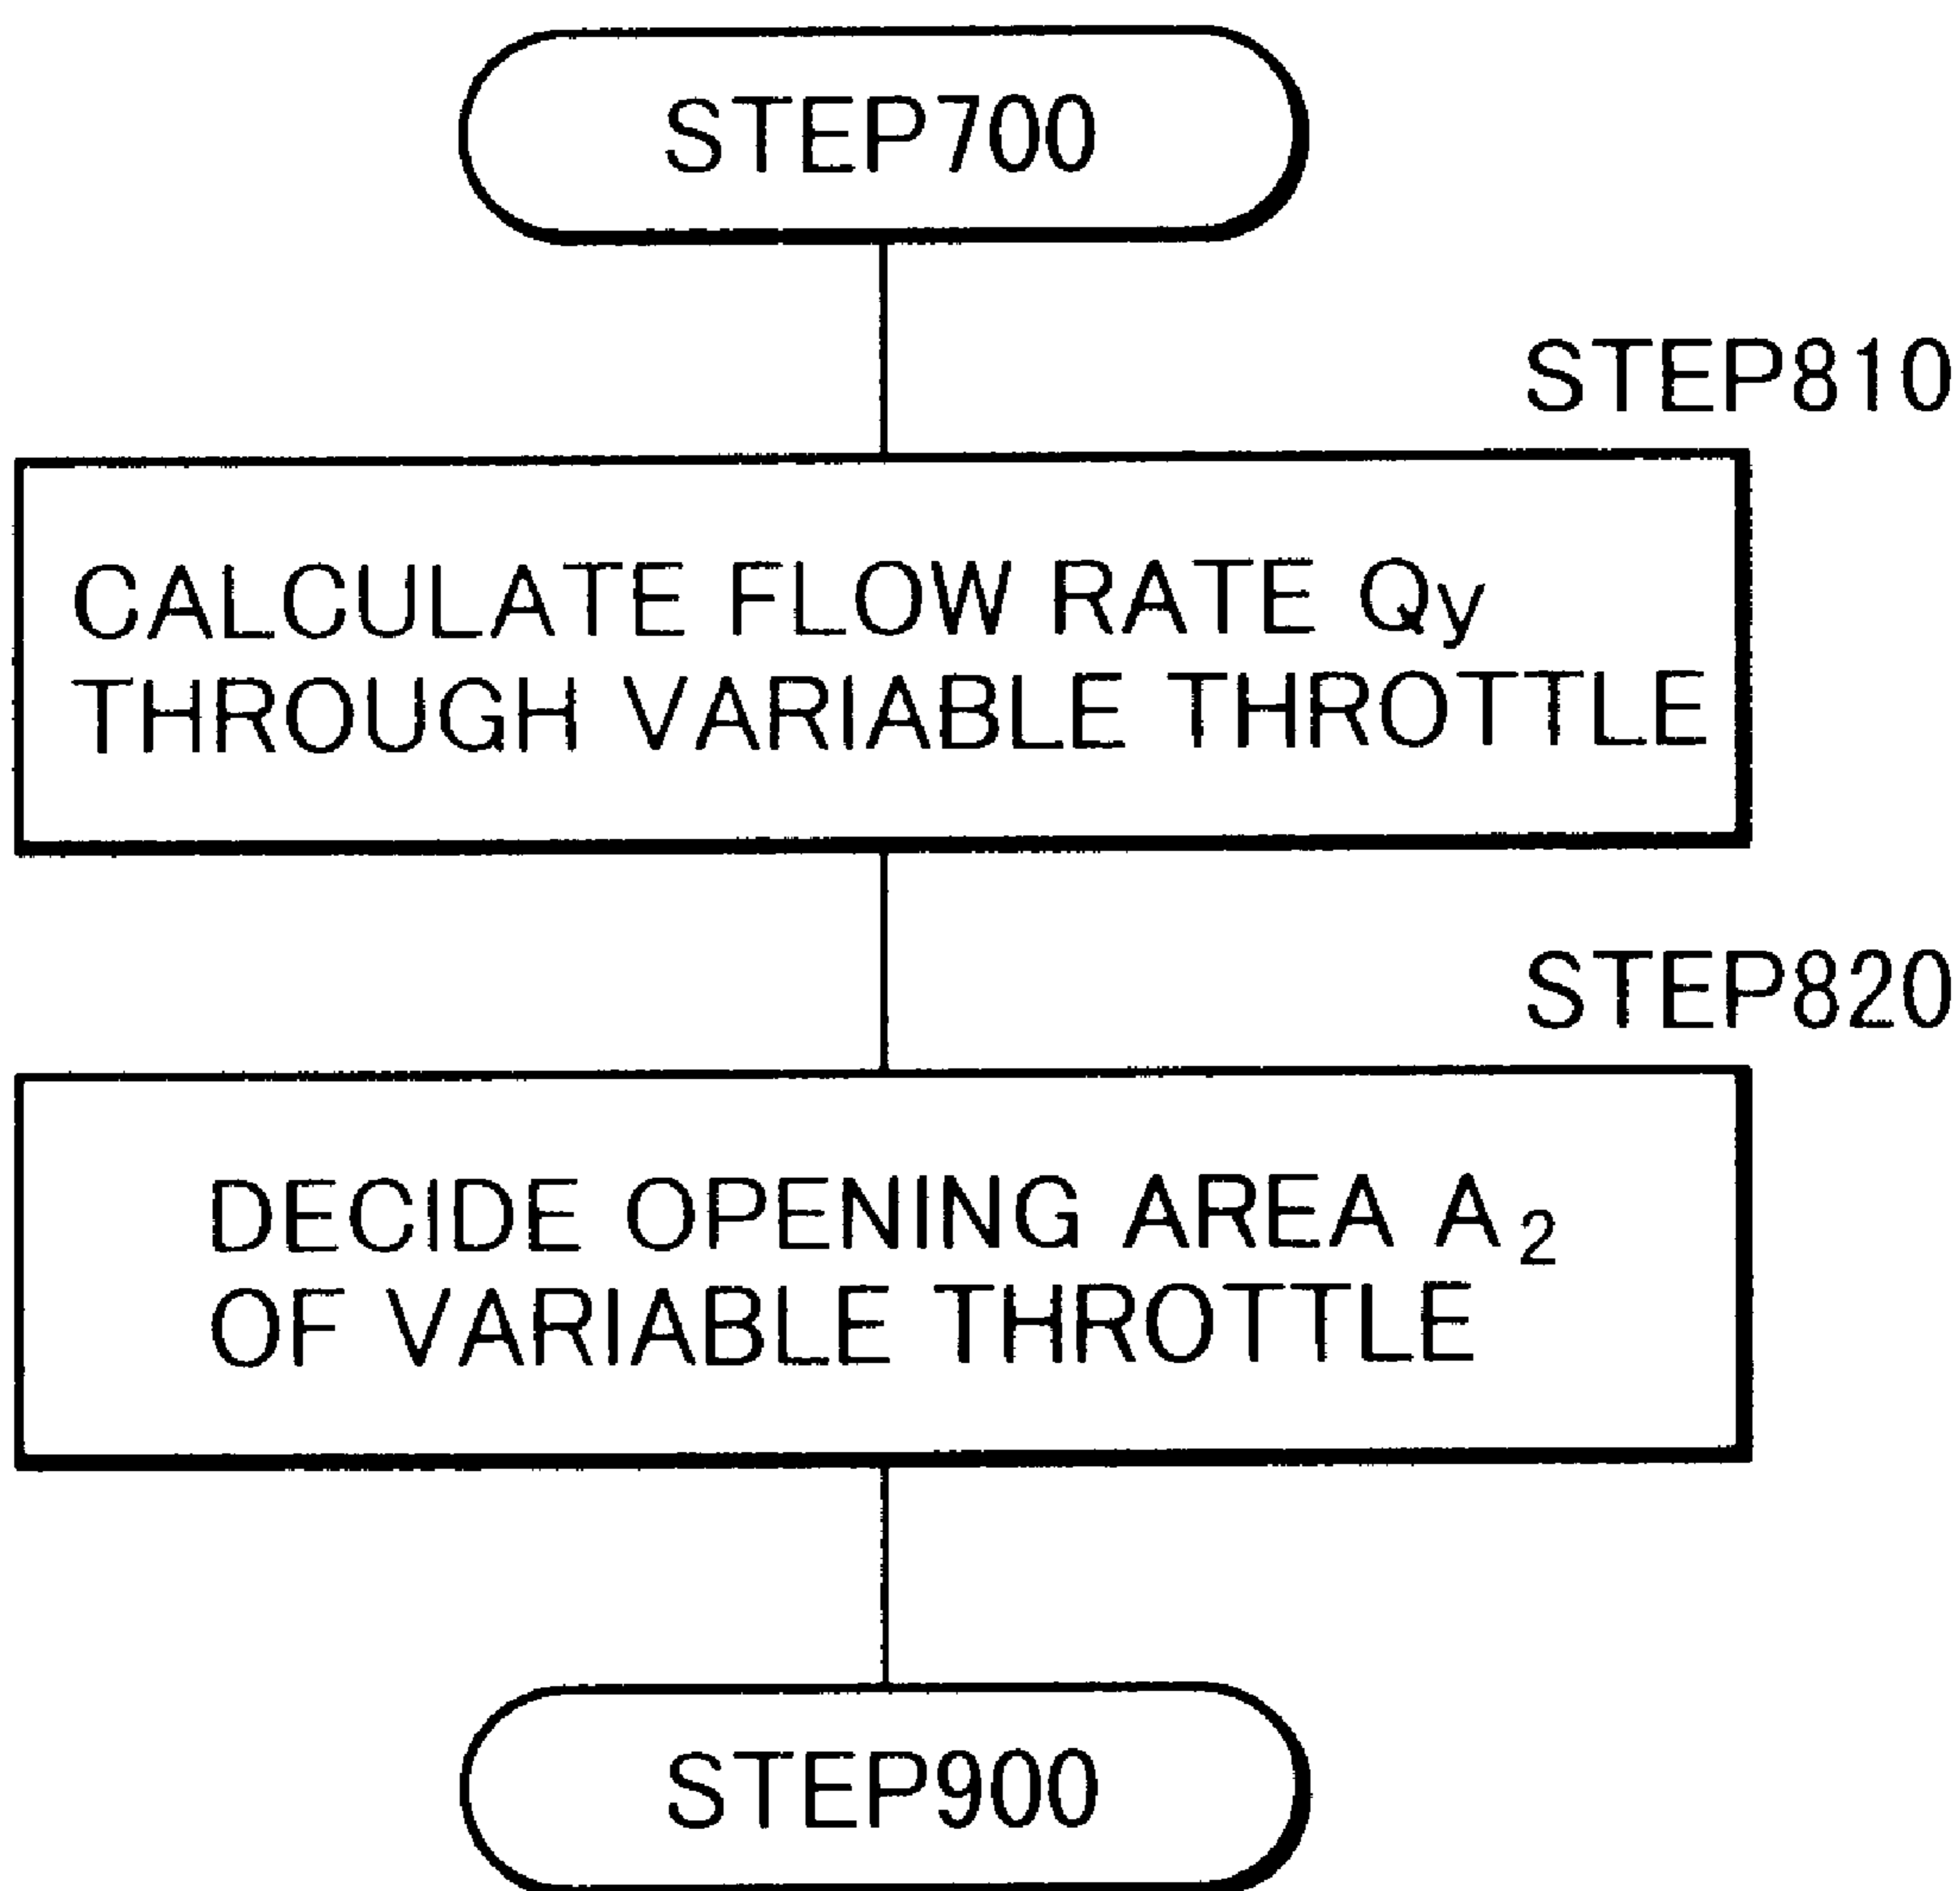 STEP700
STEP810
CALCULATE FLOW RATE Qy
THROUGH VARIABLE THROTTLE
STEP820
DECIDE OPENING AREA A₂
OF VARIABLE THROTTLE
STEP900